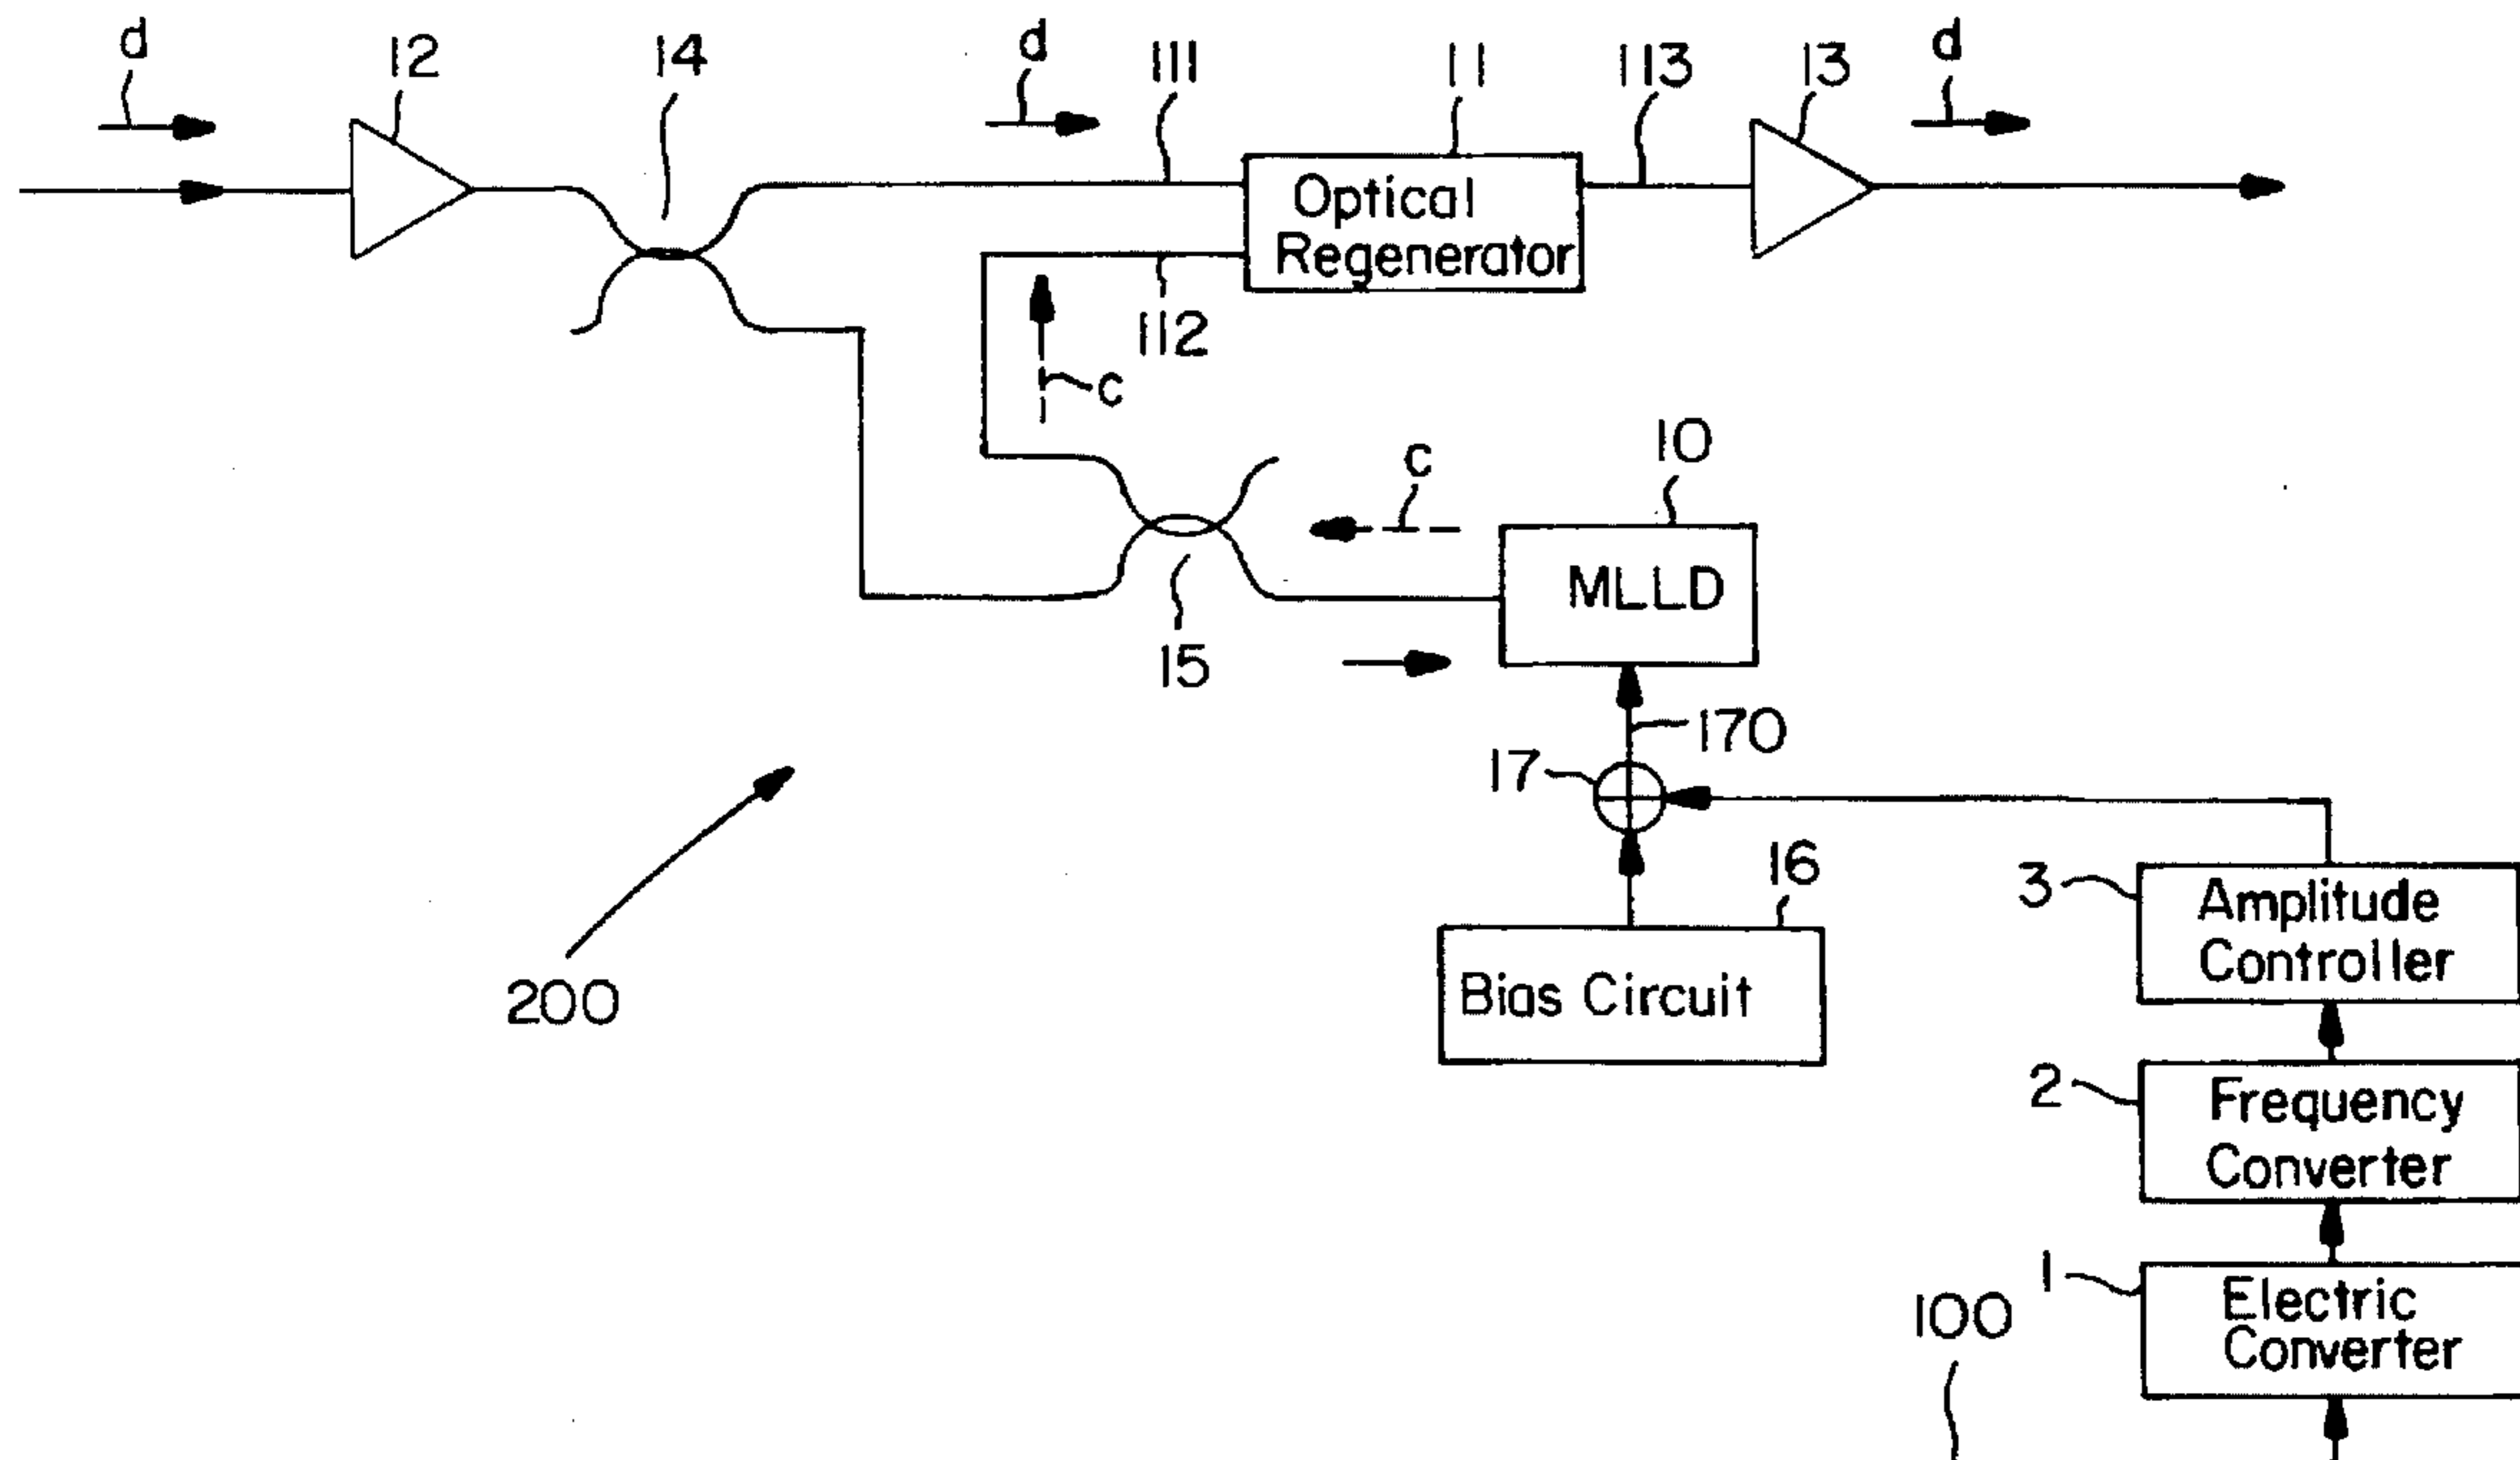 d
12
14
d
111
11
113
13
d
Optical
Regenerator
112
c
c
10
MLLD
15
170
17
16
3
Amplitude
Controller
Bias Circuit
200
2
Frequency
Converter
1
Electric
Converter
100